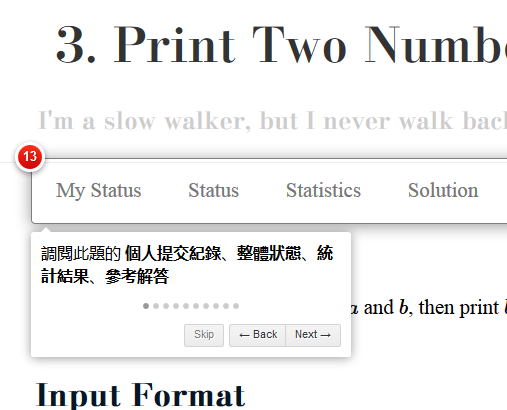 3. Print Two Numb
I'm a slow walker, but I never walk bac
13
My Status Status Statistics Solution
調閱此題的 個人提交紀錄、整體狀態、統
計結果、參考解答
a and b, then print
Skip ← Back Next →
Input Format